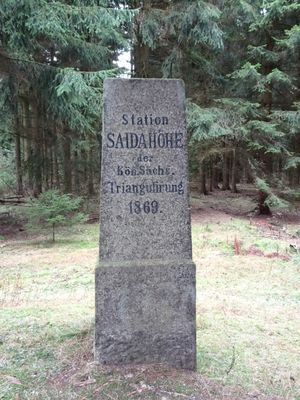 Station
SAIDAHÖHE
der
Kön. Sächs.
Triangulirung
1869.